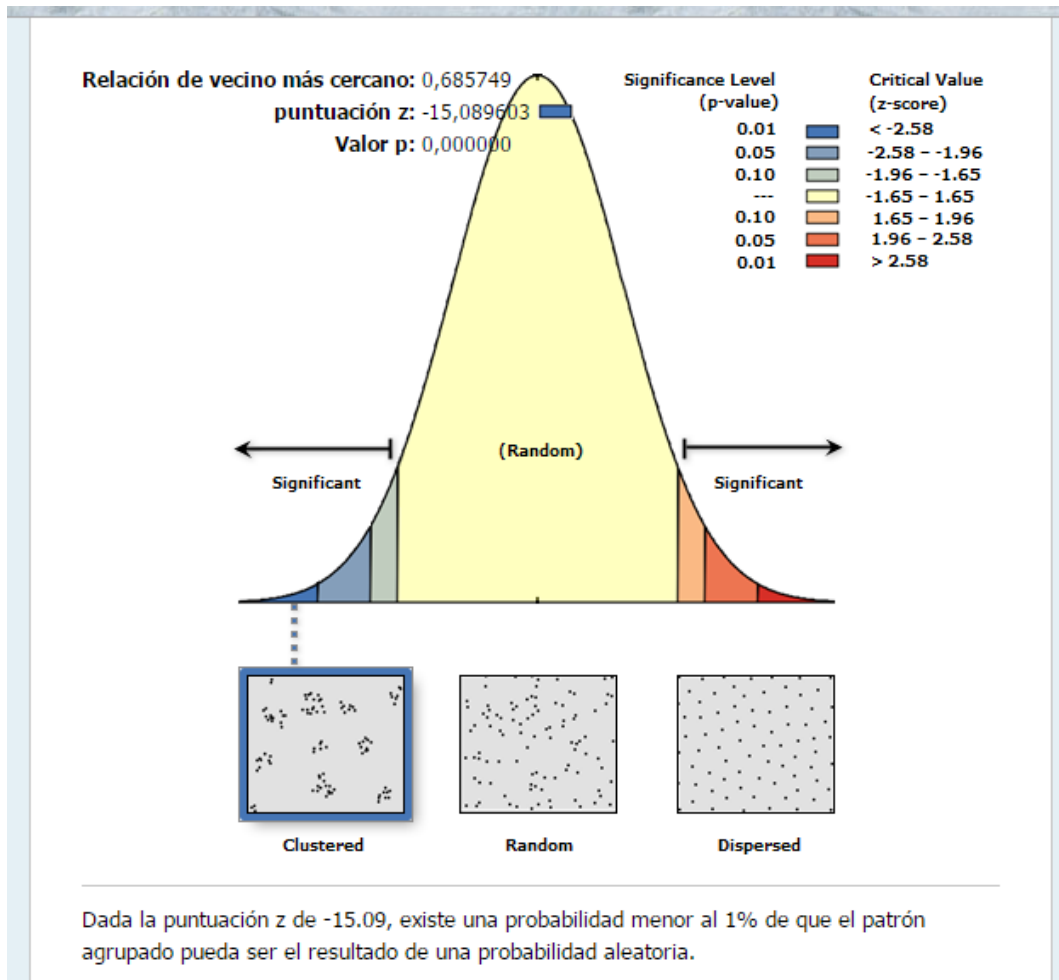 Relación de vecino más cercano: 0,685749
puntuación z: -15,089603
Valor p: 0,000000
Significance Level
(p-value)
Critical Value
(z-score)
0.01 < -2.58
0.05 -2.58 – -1.96
0.10 -1.96 – -1.65
--- -1.65 – 1.65
0.10 1.65 – 1.96
0.05 1.96 – 2.58
0.01 > 2.58
(Random)
Significant
Significant
Clustered
Random
Dispersed
Dada la puntuación z de -15.09, existe una probabilidad menor al 1% de que el patrón
agrupado pueda ser el resultado de una probabilidad aleatoria.